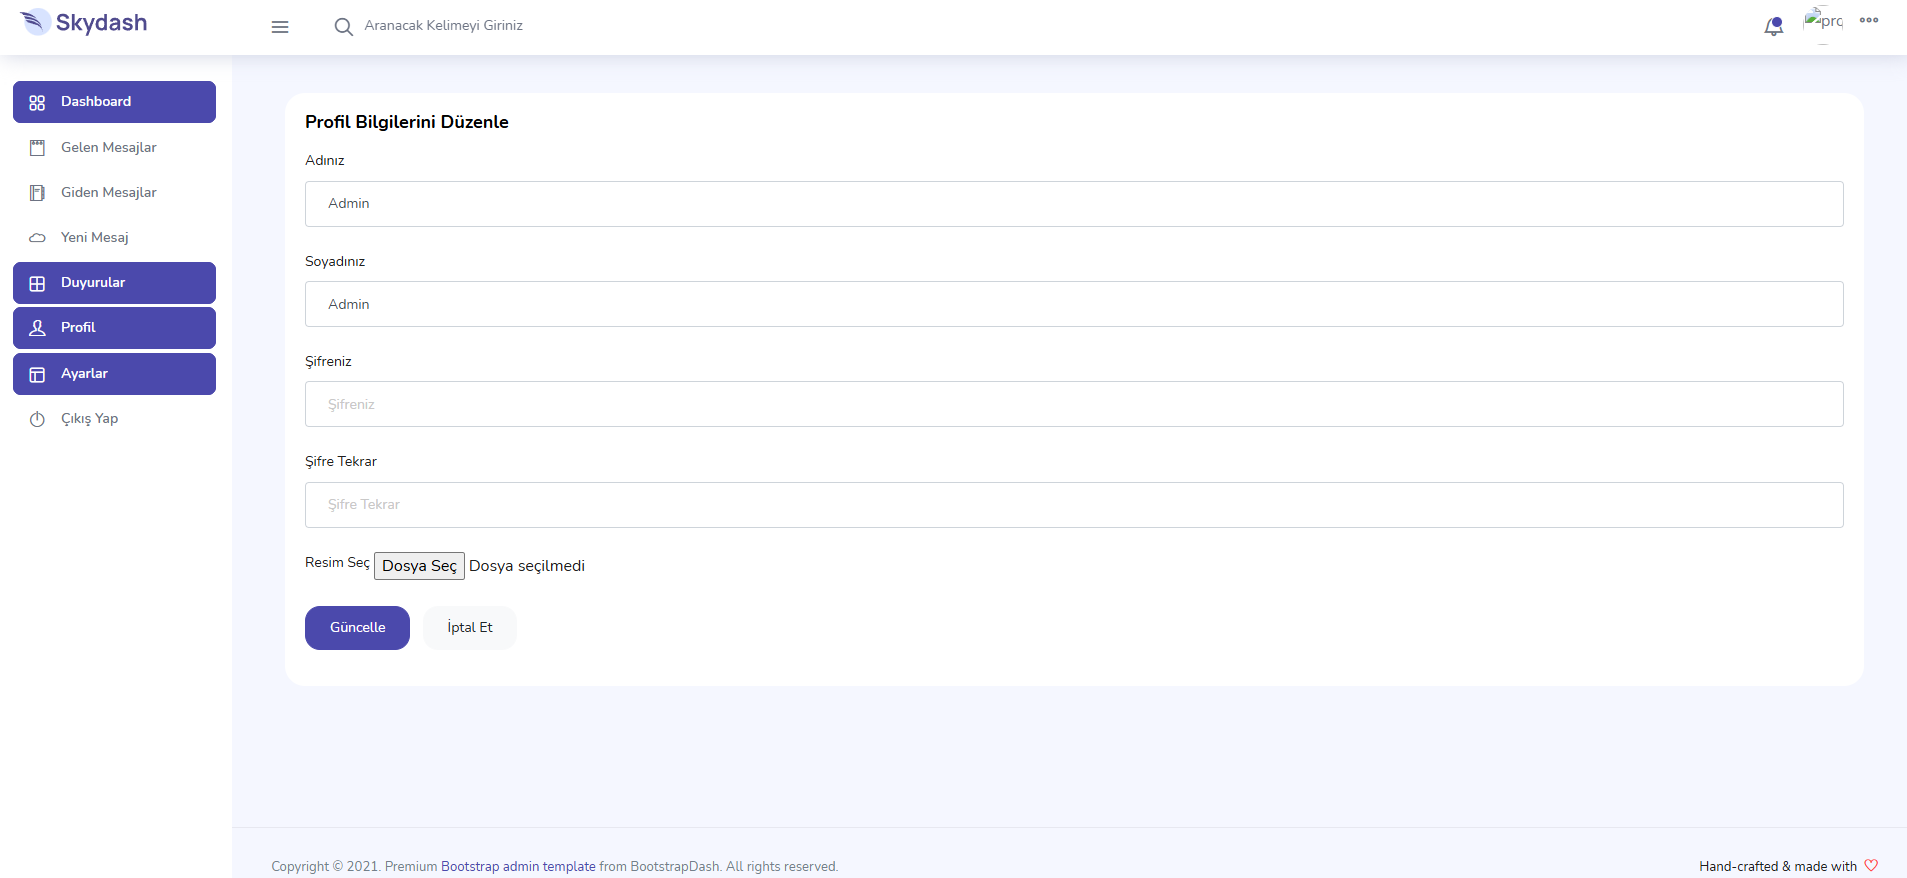 Skydash
Aranacak Kelimeyi Giriniz
Dashboard
Gelen Mesajlar
Giden Mesajlar
Yeni Mesaj
Duyurular
Profil
Ayarlar
Çıkış Yap
Profil Bilgilerini Düzenle
Adınız
Admin
Soyadınız
Admin
Şifreniz
Şifreniz
Şifre Tekrar
Şifre Tekrar
Resim Seç Dosya Seç Dosya seçilmedi
Güncelle İptal Et
Copyright © 2021. Premium Bootstrap admin template from BootstrapDash. All rights reserved.
Hand-crafted & made with